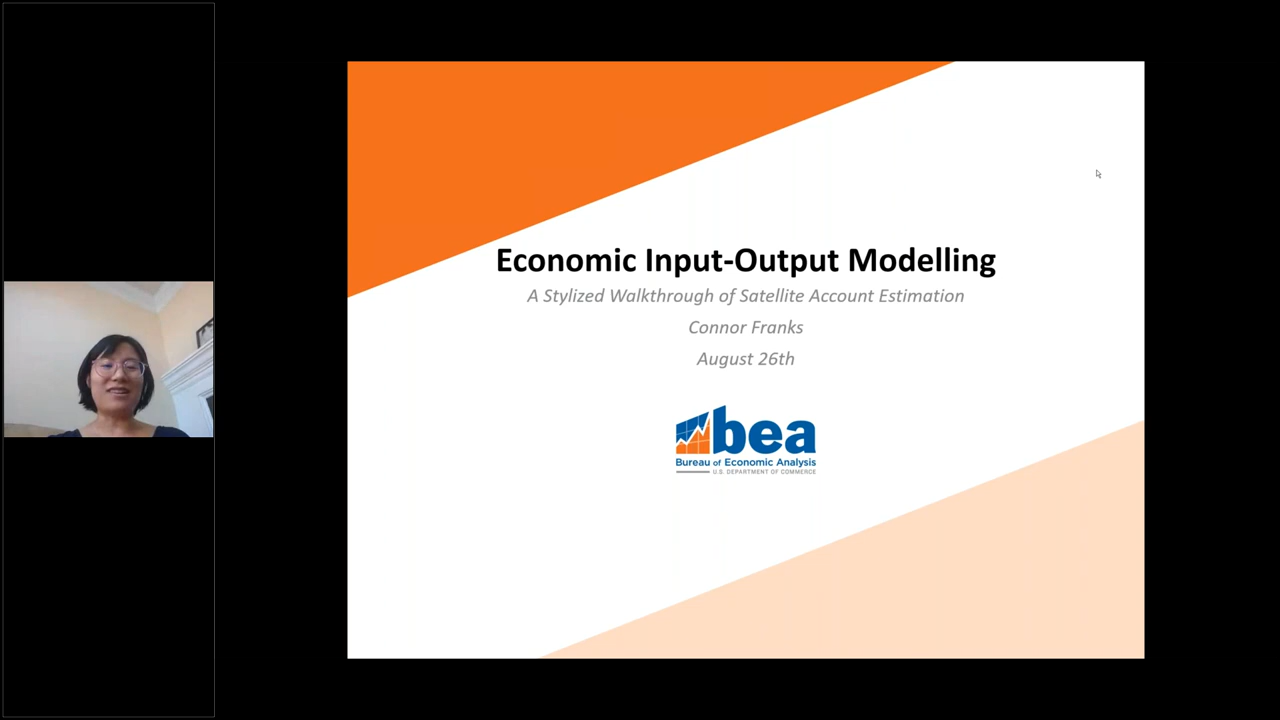 Economic Input-Output Modelling
A Stylized Walkthrough of Satellite Account Estimation
Connor Franks
August 26th
bea
Bureau of Economic Analysis
U.S. DEPARTMENT OF COMMERCE